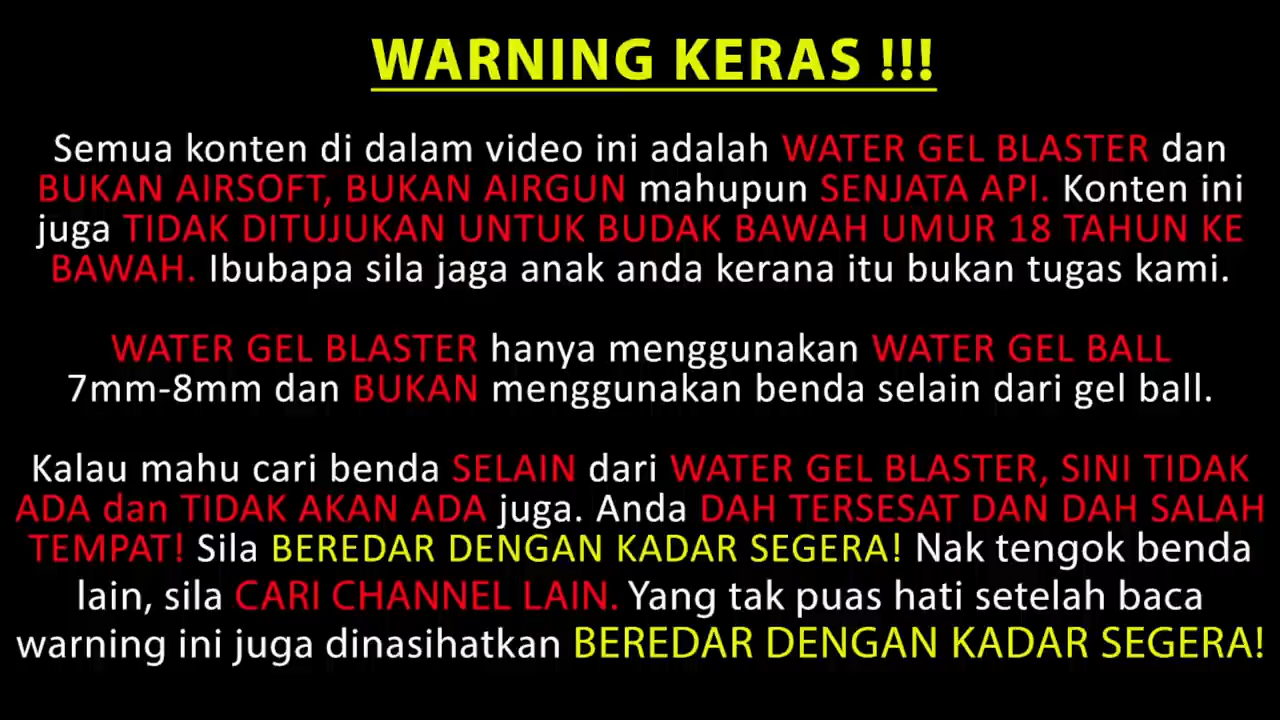 WARNING KERAS !!!
Semua konten di dalam video ini adalah WATER GEL BLASTER dan
BUKAN AIRSOFT, BUKAN AIRGUN mahupun SENJATA API. Konten ini
juga TIDAK DITUJUKAN UNTUK BUDAK BAWAH UMUR 18 TAHUN KE
BAWAH. Ibubapa sila jaga anak anda kerana itu bukan tugas kami.
WATER GEL BLASTER hanya menggunakan WATER GEL BALL
7mm-8mm dan BUKAN menggunakan benda selain dari gel ball.
Kalau mahu cari benda SELAIN dari WATER GEL BLASTER, SINI TIDAK
ADA dan TIDAK AKAN ADA juga. Anda DAH TERSESAT DAN DAH SALAH
TEMPAT! Sila BEREDAR DENGAN KADAR SEGERA! Nak tengok benda
lain, sila CARI CHANNEL LAIN. Yang tak puas hati setelah baca
warning ini juga dinasihatkan BEREDAR DENGAN KADAR SEGERA!